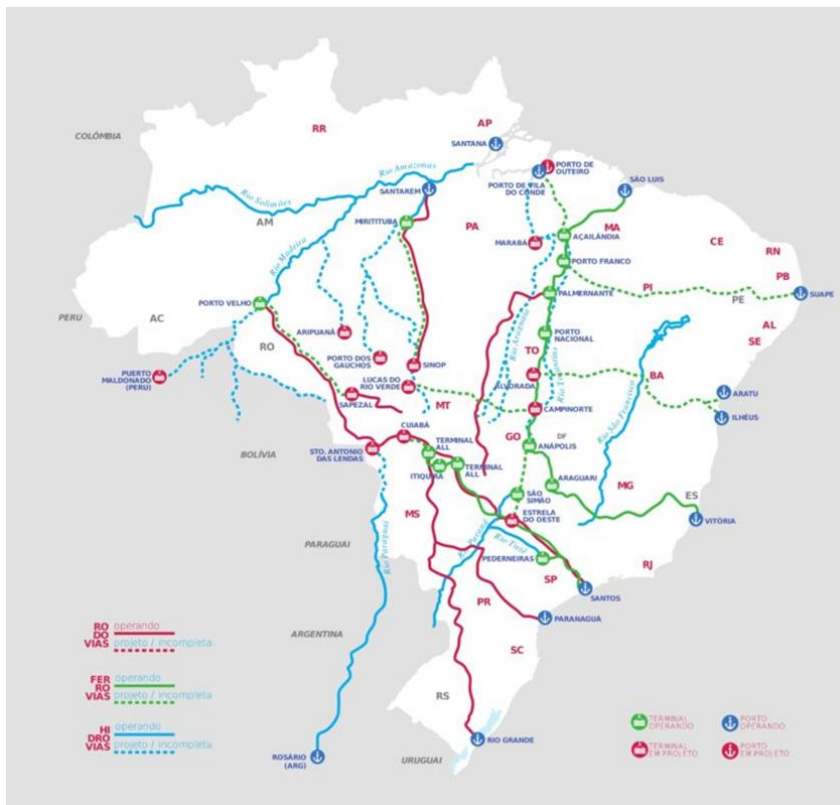 COLÔMBIA
RR
AP
SANTANA
PORTO DE
OUTEIRO
SÃO LUIS
Rio Amazonas
SANTAREM
PORTO DE VILA
DO CONDE
Rio Solimões
AM
MIRITITUBA
PA
MARABÁ
MA
AÇAILÂNDIA
CE
RN
Rio Madeira
PORTO FRANCO
PB
PERU
AC
PORTO VELHO
PALMERNANTE
PI
PE
SUAPE
AL
SE
RO
ARIPUANÃ
PORTO DOS
GAUCHOS
SINOP
Rio Araguaia
TO
PORTO
NACIONAL
Rio Tocantins
PUERTO
MALDONADO
(PERU)
LUCAS DO
RIO VERDE
ALVORADA
BA
ARATU
SAPEZAL
MT
CAMPINORTE
ILHÉUS
Rio São Francisco
CUIABÁ
GO
DF
ANÁPOLIS
BOLÍVIA
STO. ANTONIO
DAS LENDAS
TERMINAL
ALL
ITIQUIRA
TERMINAL
ALL
ARAGUARI
MG
ES
SÃO
SIMÃO
VITÓRIA
MS
ESTRELA
DO OESTE
PARAGUAI
Rio Paraguai
Rio Paraná
Rio Tietê
PEDERNEIRAS
SP
RJ
SANTOS
PR
PARANAGUÁ
ARGENTINA
SC
RS
RIO GRANDE
ROSÁRIO
(ARG)
URUGUAI
RO operando
DO
VIAS projeto / incompleta
FER operando
RO
VIAS projeto / incompleta
HI operando
DRO
VIAS projeto / incompleta
TERMINAL
OPERANDO
PORTO
OPERANDO
TERMINAL
EM PROJETO
PORTO
EM PROJETO